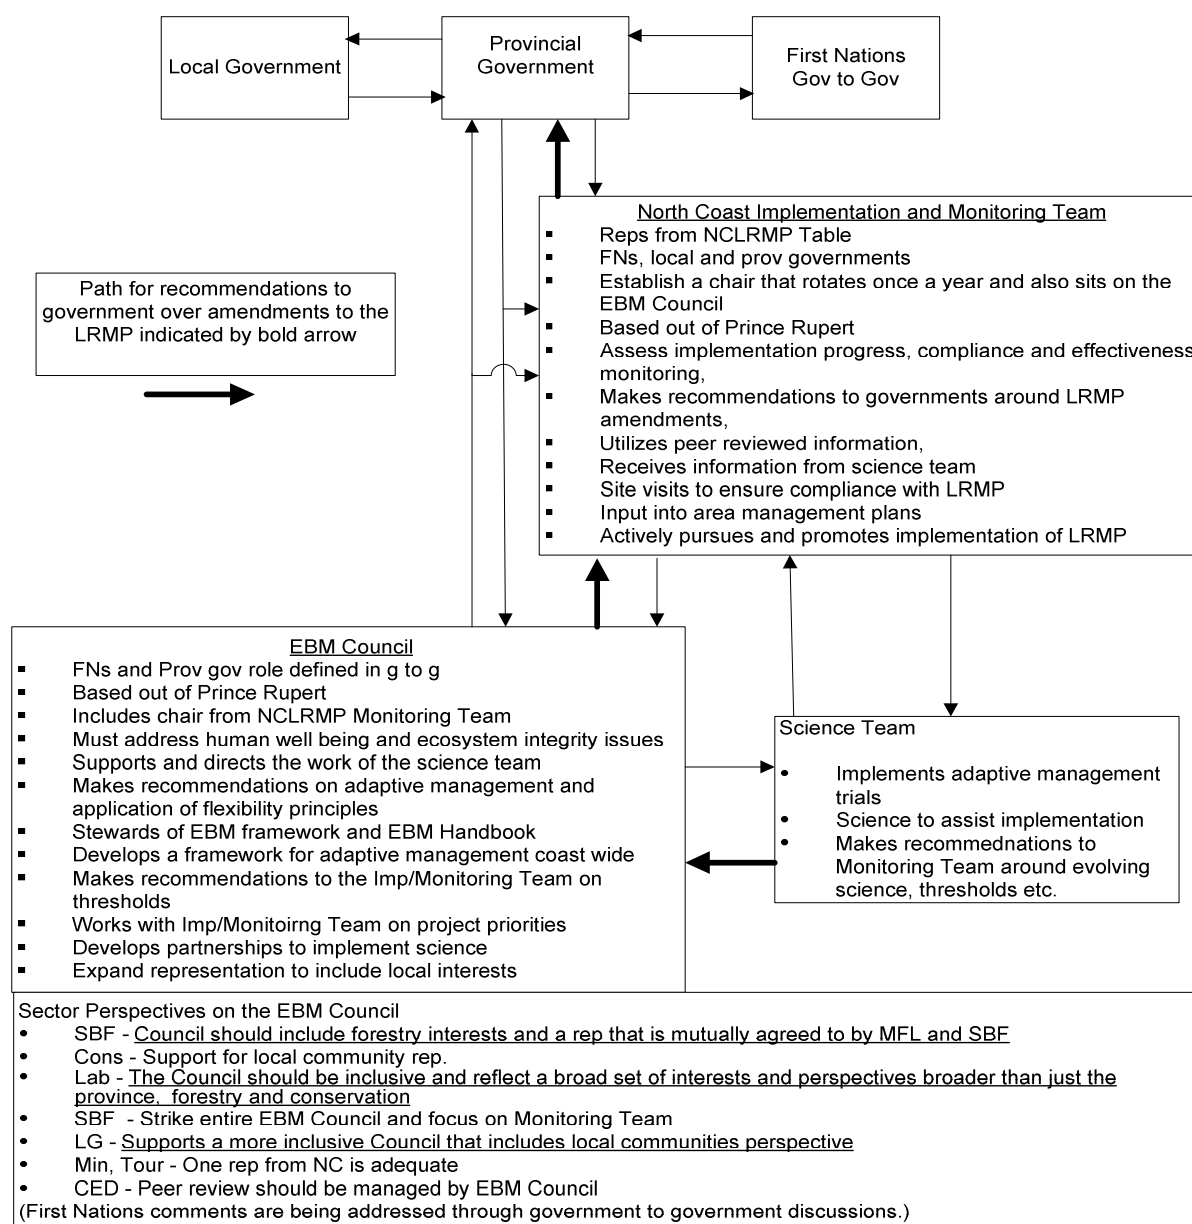 Local Government
Provincial
Government
First Nations
Gov to Gov
North Coast Implementation and Monitoring Team
▪ Reps from NCLRMP Table
▪ FNs, local and prov governments
▪ Establish a chair that rotates once a year and also sits on the
EBM Council
▪ Based out of Prince Rupert
▪ Assess implementation progress, compliance and effectiveness
monitoring,
▪ Makes recommendations to governments around LRMP
amendments,
▪ Utilizes peer reviewed information,
▪ Receives information from science team
▪ Site visits to ensure compliance with LRMP
▪ Input into area management plans
▪ Actively pursues and promotes implementation of LRMP
Path for recommendations to
government over amendments to the
LRMP indicated by bold arrow
EBM Council
▪ FNs and Prov gov role defined in g to g
▪ Based out of Prince Rupert
▪ Includes chair from NCLRMP Monitoring Team
▪ Must address human well being and ecosystem integrity issues
▪ Supports and directs the work of the science team
▪ Makes recommendations on adaptive management and
application of flexibility principles
▪ Stewards of EBM framework and EBM Handbook
▪ Develops a framework for adaptive management coast wide
▪ Makes recommendations to the Imp/Monitoring Team on
thresholds
▪ Works with Imp/Monitoirng Team on project priorities
▪ Develops partnerships to implement science
▪ Expand representation to include local interests
Science Team
• Implements adaptive management
trials
• Science to assist implementation
• Makes recommednations to
Monitoring Team around evolving
science, thresholds etc.
Sector Perspectives on the EBM Council
• SBF - Council should include forestry interests and a rep that is mutually agreed to by MFL and SBF
• Cons - Support for local community rep.
• Lab - The Council should be inclusive and reflect a broad set of interests and perspectives broader than just the
province, forestry and conservation
• SBF - Strike entire EBM Council and focus on Monitoring Team
• LG - Supports a more inclusive Council that includes local communities perspective
• Min, Tour - One rep from NC is adequate
• CED - Peer review should be managed by EBM Council
(First Nations comments are being addressed through government to government discussions.)